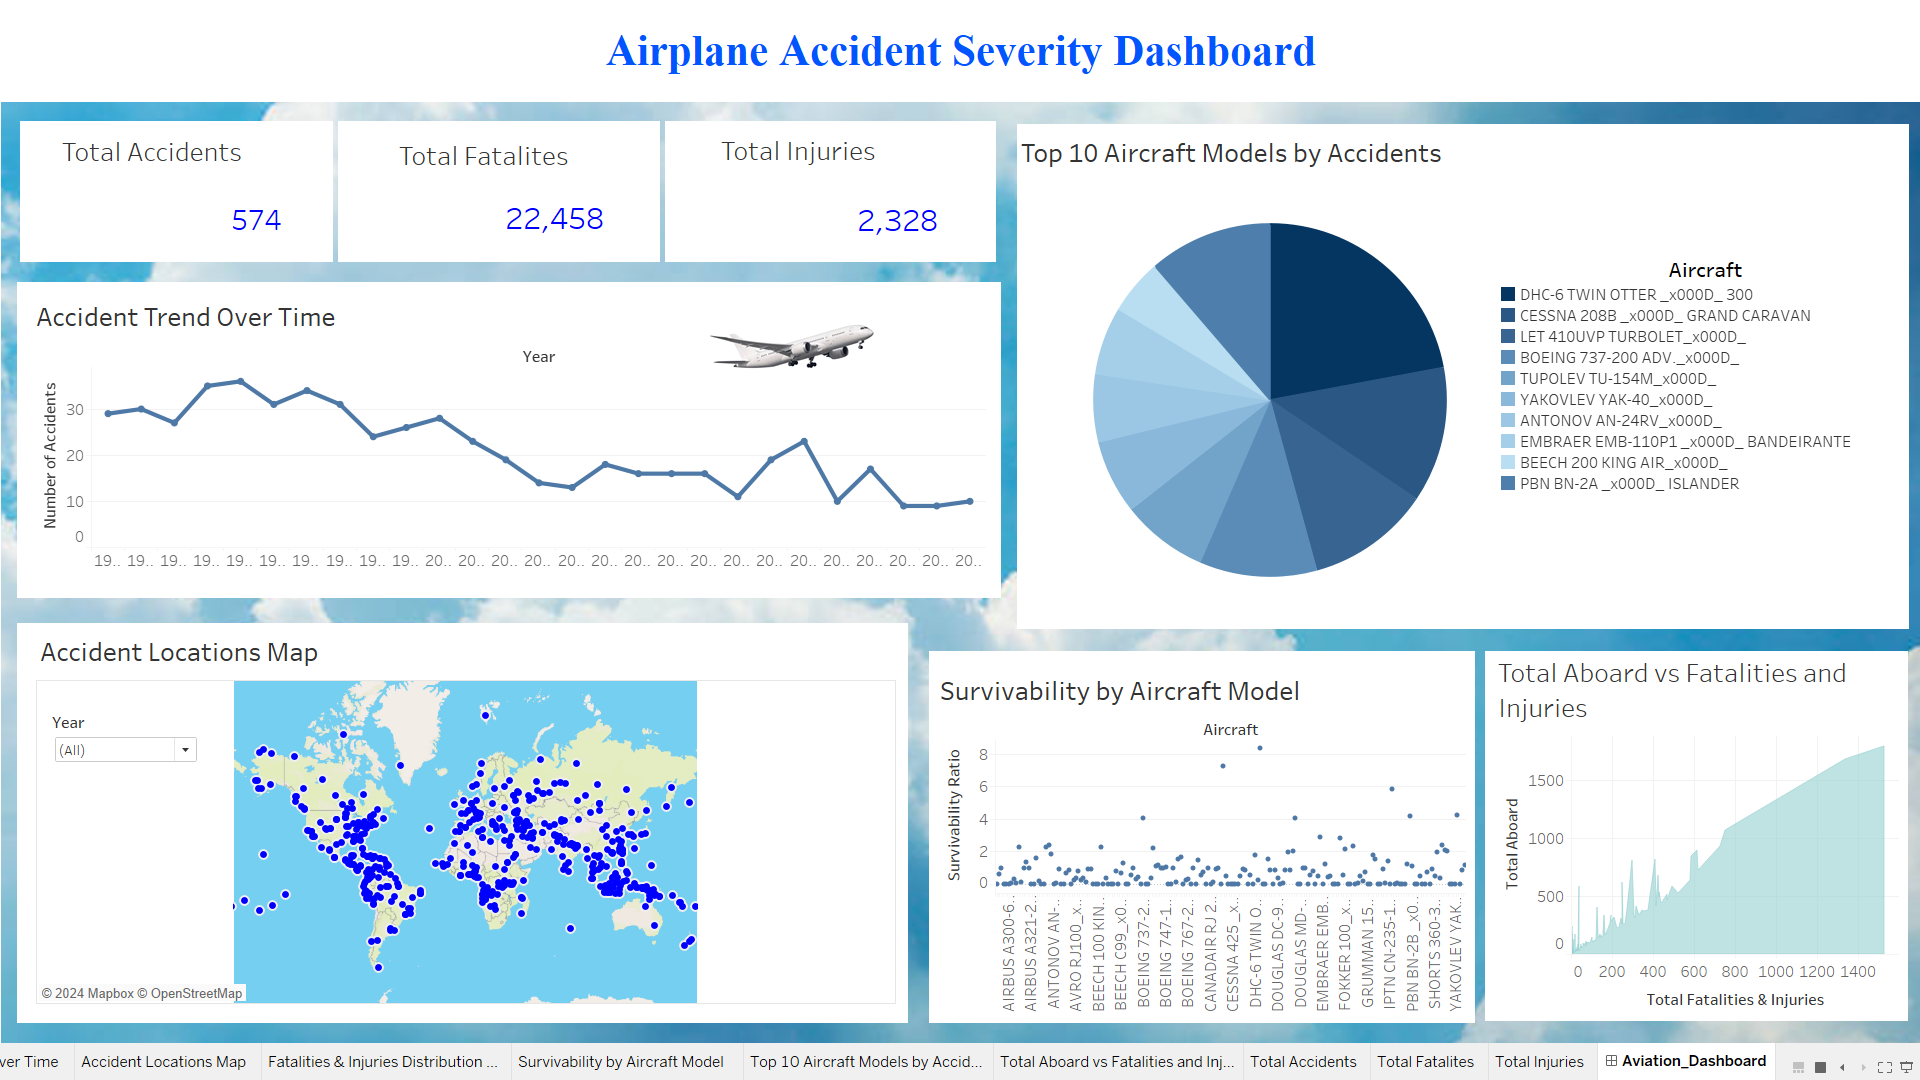 Airplane Accident Severity Dashboard
Total Accidents
574
Total Fatalites
22,458
Total Injuries
2,328
Top 10 Aircraft Models by Accidents
Aircraft
DHC-6 TWIN OTTER _x000D_ 300
CESSNA 208B _x000D_ GRAND CARAVAN
LET 410UVP TURBOLET_x000D_
BOEING 737-200 ADV._x000D_
TUPOLEV TU-154M_x000D_
YAKOVLEV YAK-40_x000D_
ANTONOV AN-24RV_x000D_
EMBRAER EMB-110P1 _x000D_ BANDEIRANTE
BEECH 200 KING AIR_x000D_
PBN BN-2A _x000D_ ISLANDER
Accident Trend Over Time
Year
Number of Accidents
30
20
10
0
19.. 19.. 19.. 19.. 19.. 19.. 19.. 19.. 19.. 19.. 20.. 20.. 20.. 20.. 20.. 20.. 20.. 20.. 20.. 20.. 20.. 20.. 20.. 20.. 20.. 20.. 20..
Accident Locations Map
Year
(All)
© 2024 Mapbox © OpenStreetMap
Survivability by Aircraft Model
Aircraft
Survivability Ratio
8
6
4
2
0
AIRBUS A300-6..
AIRBUS A321-2..
ANTONOV AN-..
AVRO RJ100_x..
BEECH 100 KIN..
BEECH C99_x0..
BOEING 737-2..
BOEING 747-1..
BOEING 767-2..
CANADAIR RJ 2..
CESSNA 425 _x..
DHC-6 TWIN O..
DOUGLAS DC-9..
DOUGLAS MD-..
EMBRAER EMB..
FOKKER 100_x..
GRUMMAN 15..
IPTN CN-235-1..
PBN BN-2B _x0..
SHORTS 360-3..
YAKOVLEV YAK..
Total Aboard vs Fatalities and
Injuries
Total Aboard
1500
1000
500
0
0 200 400 600 800 1000 1200 1400
Total Fatalities & Injuries
ver Time
Accident Locations Map
Fatalities & Injuries Distribution ...
Survivability by Aircraft Model
Top 10 Aircraft Models by Accid...
Total Aboard vs Fatalities and Inj...
Total Accidents
Total Fatalites
Total Injuries
Aviation_Dashboard